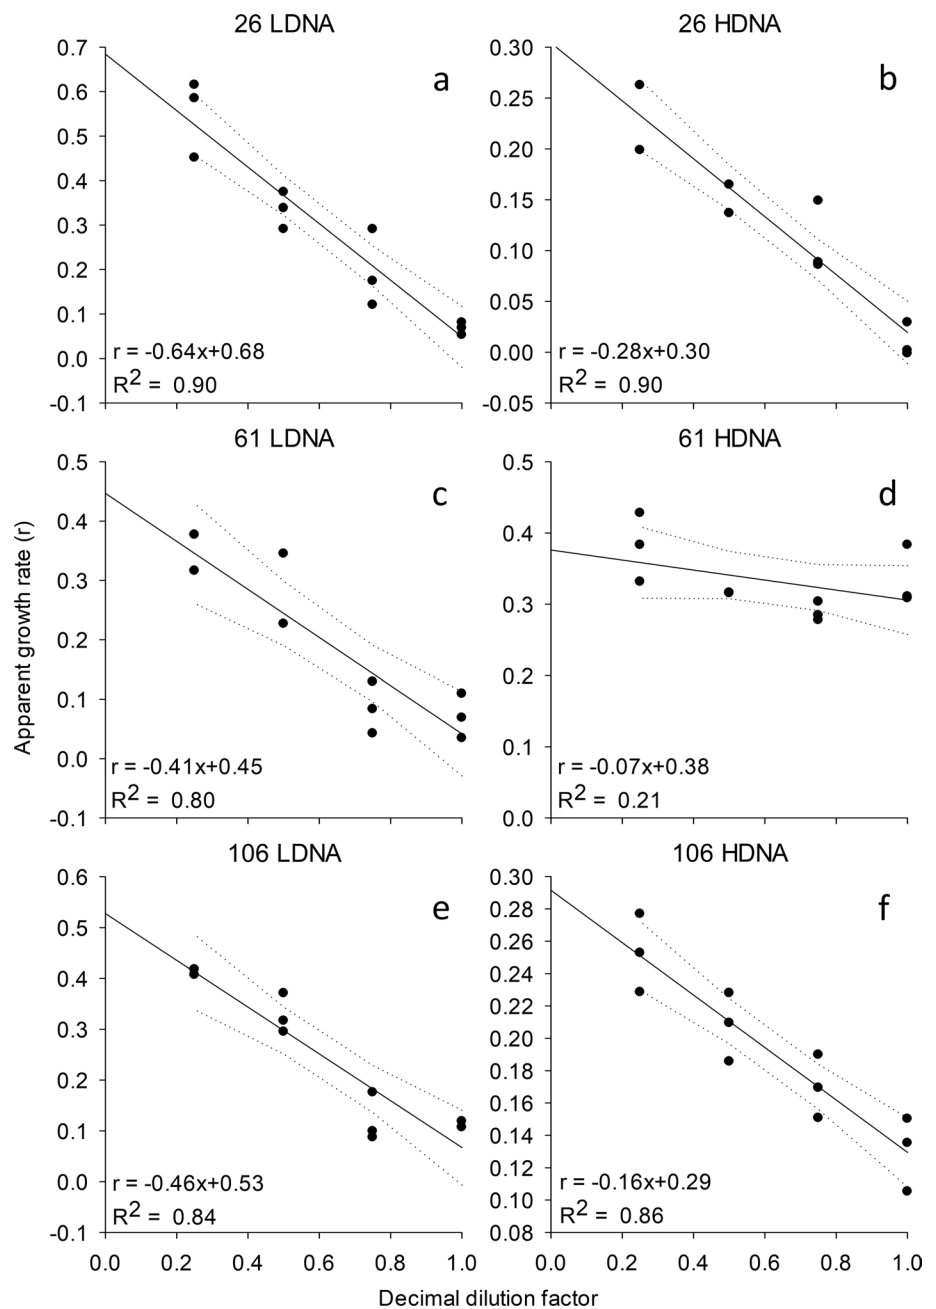 26 LDNA
26 HDNA
0.7
0.6
0.5
0.4
0.3
0.2
0.1
0.0
-0.1
a
r = -0.64x+0.68
R2 = 0.90
0.30
0.25
0.20
0.15
0.10
0.05
0.00
-0.05
b
r = -0.28x+0.30
R2 = 0.90
61 LDNA
61 HDNA
Apparent growth rate (r)
0.5
0.4
0.3
0.2
0.1
0.0
-0.1
c
r = -0.41x+0.45
R2 = 0.80
0.5
0.4
0.3
0.2
0.1
0.0
d
r = -0.07x+0.38
R2 = 0.21
106 LDNA
106 HDNA
0.6
0.5
0.4
0.3
0.2
0.1
0.0
-0.1
e
r = -0.46x+0.53
R2 = 0.84
0.30
0.28
0.26
0.24
0.22
0.20
0.18
0.16
0.14
0.12
0.10
0.08
f
r = -0.16x+0.29
R2 = 0.86
0.0 0.2 0.4 0.6 0.8 1.0
0.0 0.2 0.4 0.6 0.8 1.0
Decimal dilution factor